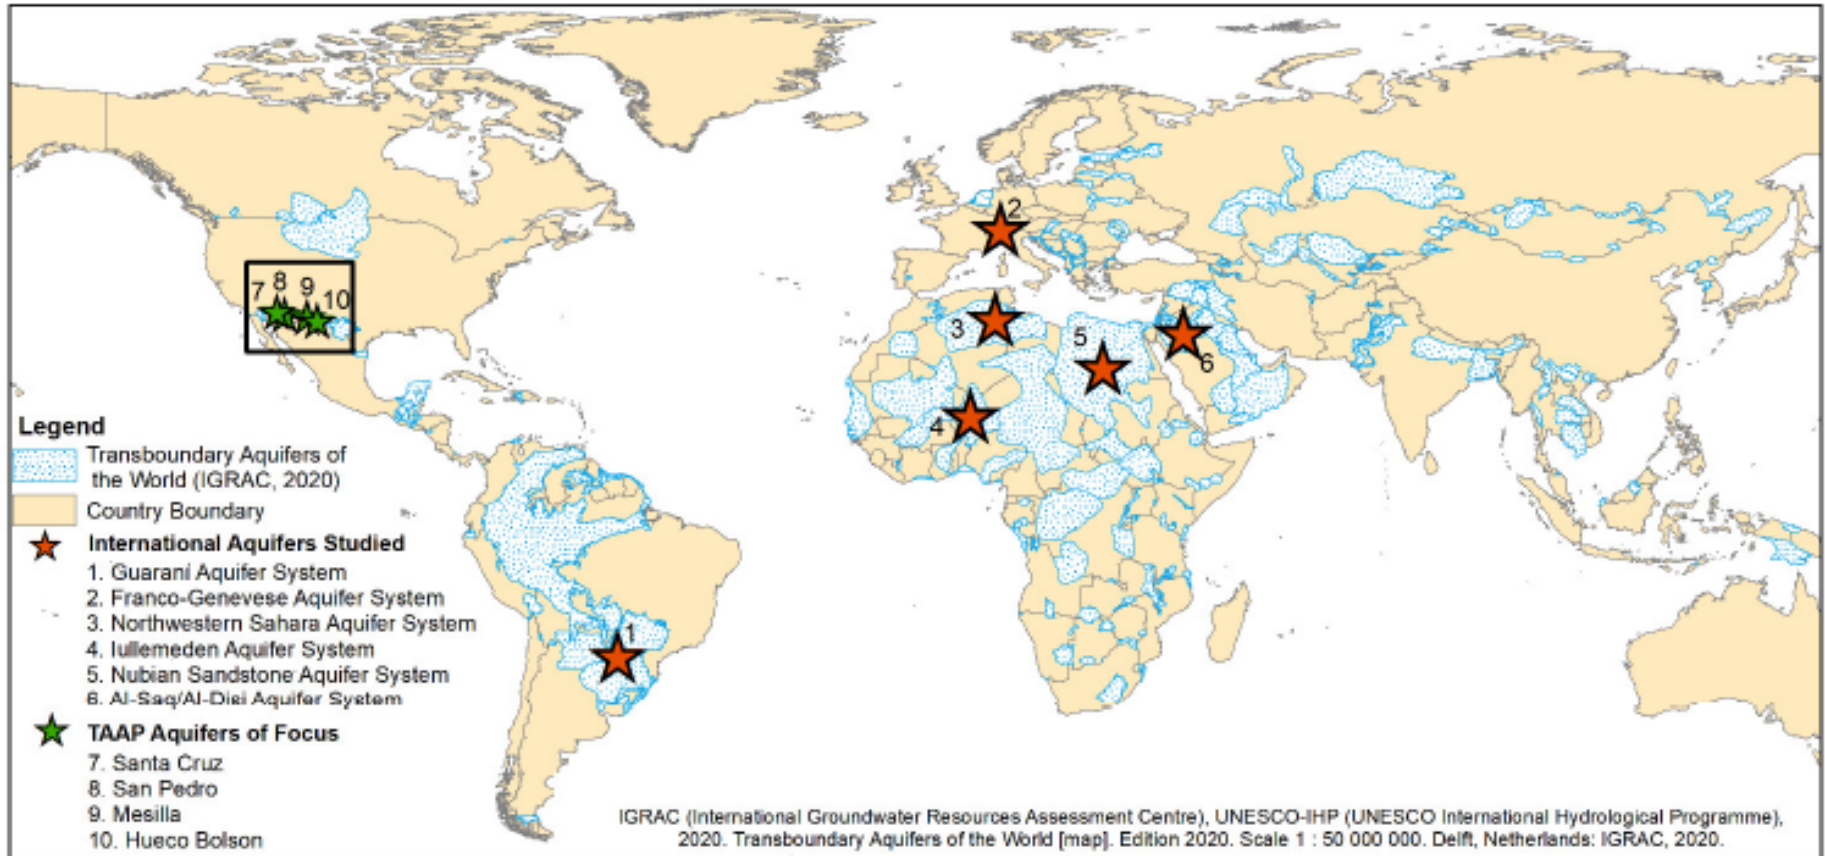 2
7
8
9
10
3
5
6
4
1
Legend
Transboundary Aquifers of
the World (IGRAC, 2020)
Country Boundary
International Aquifers Studied
1. Guaraní Aquifer System
2. Franco-Genevese Aquifer System
3. Northwestern Sahara Aquifer System
4. Iullemeden Aquifer System
5. Nubian Sandstone Aquifer System
6. Al-Saq/Al-Disi Aquifer System
TAAP Aquifers of Focus
7. Santa Cruz
8. San Pedro
9. Mesilla
10. Hueco Bolson
IGRAC (International Groundwater Resources Assessment Centre), UNESCO-IHP (UNESCO International Hydrological Programme),
2020. Transboundary Aquifers of the World [map]. Edition 2020. Scale 1 : 50 000 000. Delft, Netherlands: IGRAC, 2020.